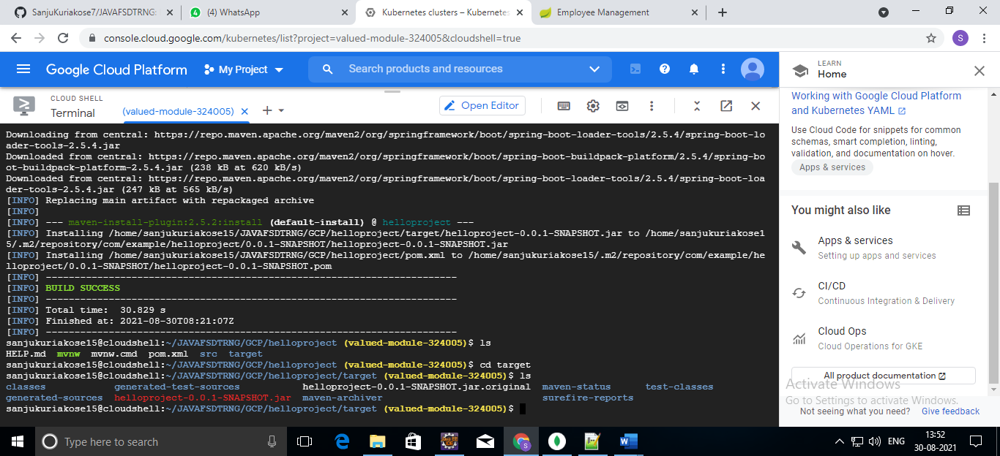 SanjuKuriakose7/JAVAFSDTRNG:
(4) WhatsApp
Kubernetes clusters – Kubernetes
Employee Management
console.cloud.google.com/kubernetes/list?project=valued-module-324005&cloudshell=true
S
Google Cloud Platform
My Project
Search products and resources
LEARN
Home
CLOUD SHELL
Terminal
(valued-module-324005)
Open Editor
Downloading from central: https://repo.maven.apache.org/maven2/org/springframework/boot/spring-boot-loader-tools/2.5.4/spring-boot-lo
ader-tools-2.5.4.jar
Downloaded from central: https://repo.maven.apache.org/maven2/org/springframework/boot/spring-boot-buildpack-platform/2.5.4/spring-bo
ot-buildpack-platform-2.5.4.jar (238 kB at 620 kB/s)
Downloaded from central: https://repo.maven.apache.org/maven2/org/springframework/boot/spring-boot-loader-tools/2.5.4/spring-boot-loa
der-tools-2.5.4.jar (247 kB at 565 kB/s)
[INFO] Replacing main artifact with repackaged archive
[INFO]
[INFO] --- maven-install-plugin:2.5.2:install (default-install) @ helloproject ---
[INFO] Installing /home/sanjukuriakose15/JAVAFSDTRNG/GCP/helloproject/target/helloproject-0.0.1-SNAPSHOT.jar to /home/sanjukuriakose1
5/.m2/repository/com/example/helloproject/0.0.1-SNAPSHOT/helloproject-0.0.1-SNAPSHOT.jar
[INFO] Installing /home/sanjukuriakose15/JAVAFSDTRNG/GCP/helloproject/pom.xml to /home/sanjukuriakose15/.m2/repository/com/example/he
lloproject/0.0.1-SNAPSHOT/helloproject-0.0.1-SNAPSHOT.pom
[INFO] ------------------------------------------------------------------------
[INFO] BUILD SUCCESS
[INFO] ------------------------------------------------------------------------
[INFO] Total time:  30.829 s
[INFO] Finished at: 2021-08-30T08:21:07Z
[INFO] ------------------------------------------------------------------------
sanjukuriakose15@cloudshell:~/JAVAFSDTRNG/GCP/helloproject (valued-module-324005)$ ls
HELP.md  mvnw  mvnw.cmd  pom.xml  src  target
sanjukuriakose15@cloudshell:~/JAVAFSDTRNG/GCP/helloproject (valued-module-324005)$ cd target
sanjukuriakose15@cloudshell:~/JAVAFSDTRNG/GCP/helloproject/target (valued-module-324005)$ ls
classes  generated-test-sources  helloproject-0.0.1-SNAPSHOT.jar.original  maven-status  test-classes
generated-sources  helloproject-0.0.1-SNAPSHOT.jar  maven-archiver  surefire-reports
sanjukuriakose15@cloudshell:~/JAVAFSDTRNG/GCP/helloproject/target (valued-module-324005)$
Working with Google Cloud Platform
and Kubernetes YAML
Use Cloud Code for snippets for common
schemas, smart completion, linting,
validation, and documentation on hover.
Apps & services
You might also like
Apps & services
Setting up apps and services
CI/CD
Continuous Integration & Delivery
Cloud Ops
Cloud Operations for GKE
All product documentation
Activate Windows
Go to Settings to activate Windows.
Not seeing what you need? Give feedback
Type here to search
ENG
13:52
30-08-2021